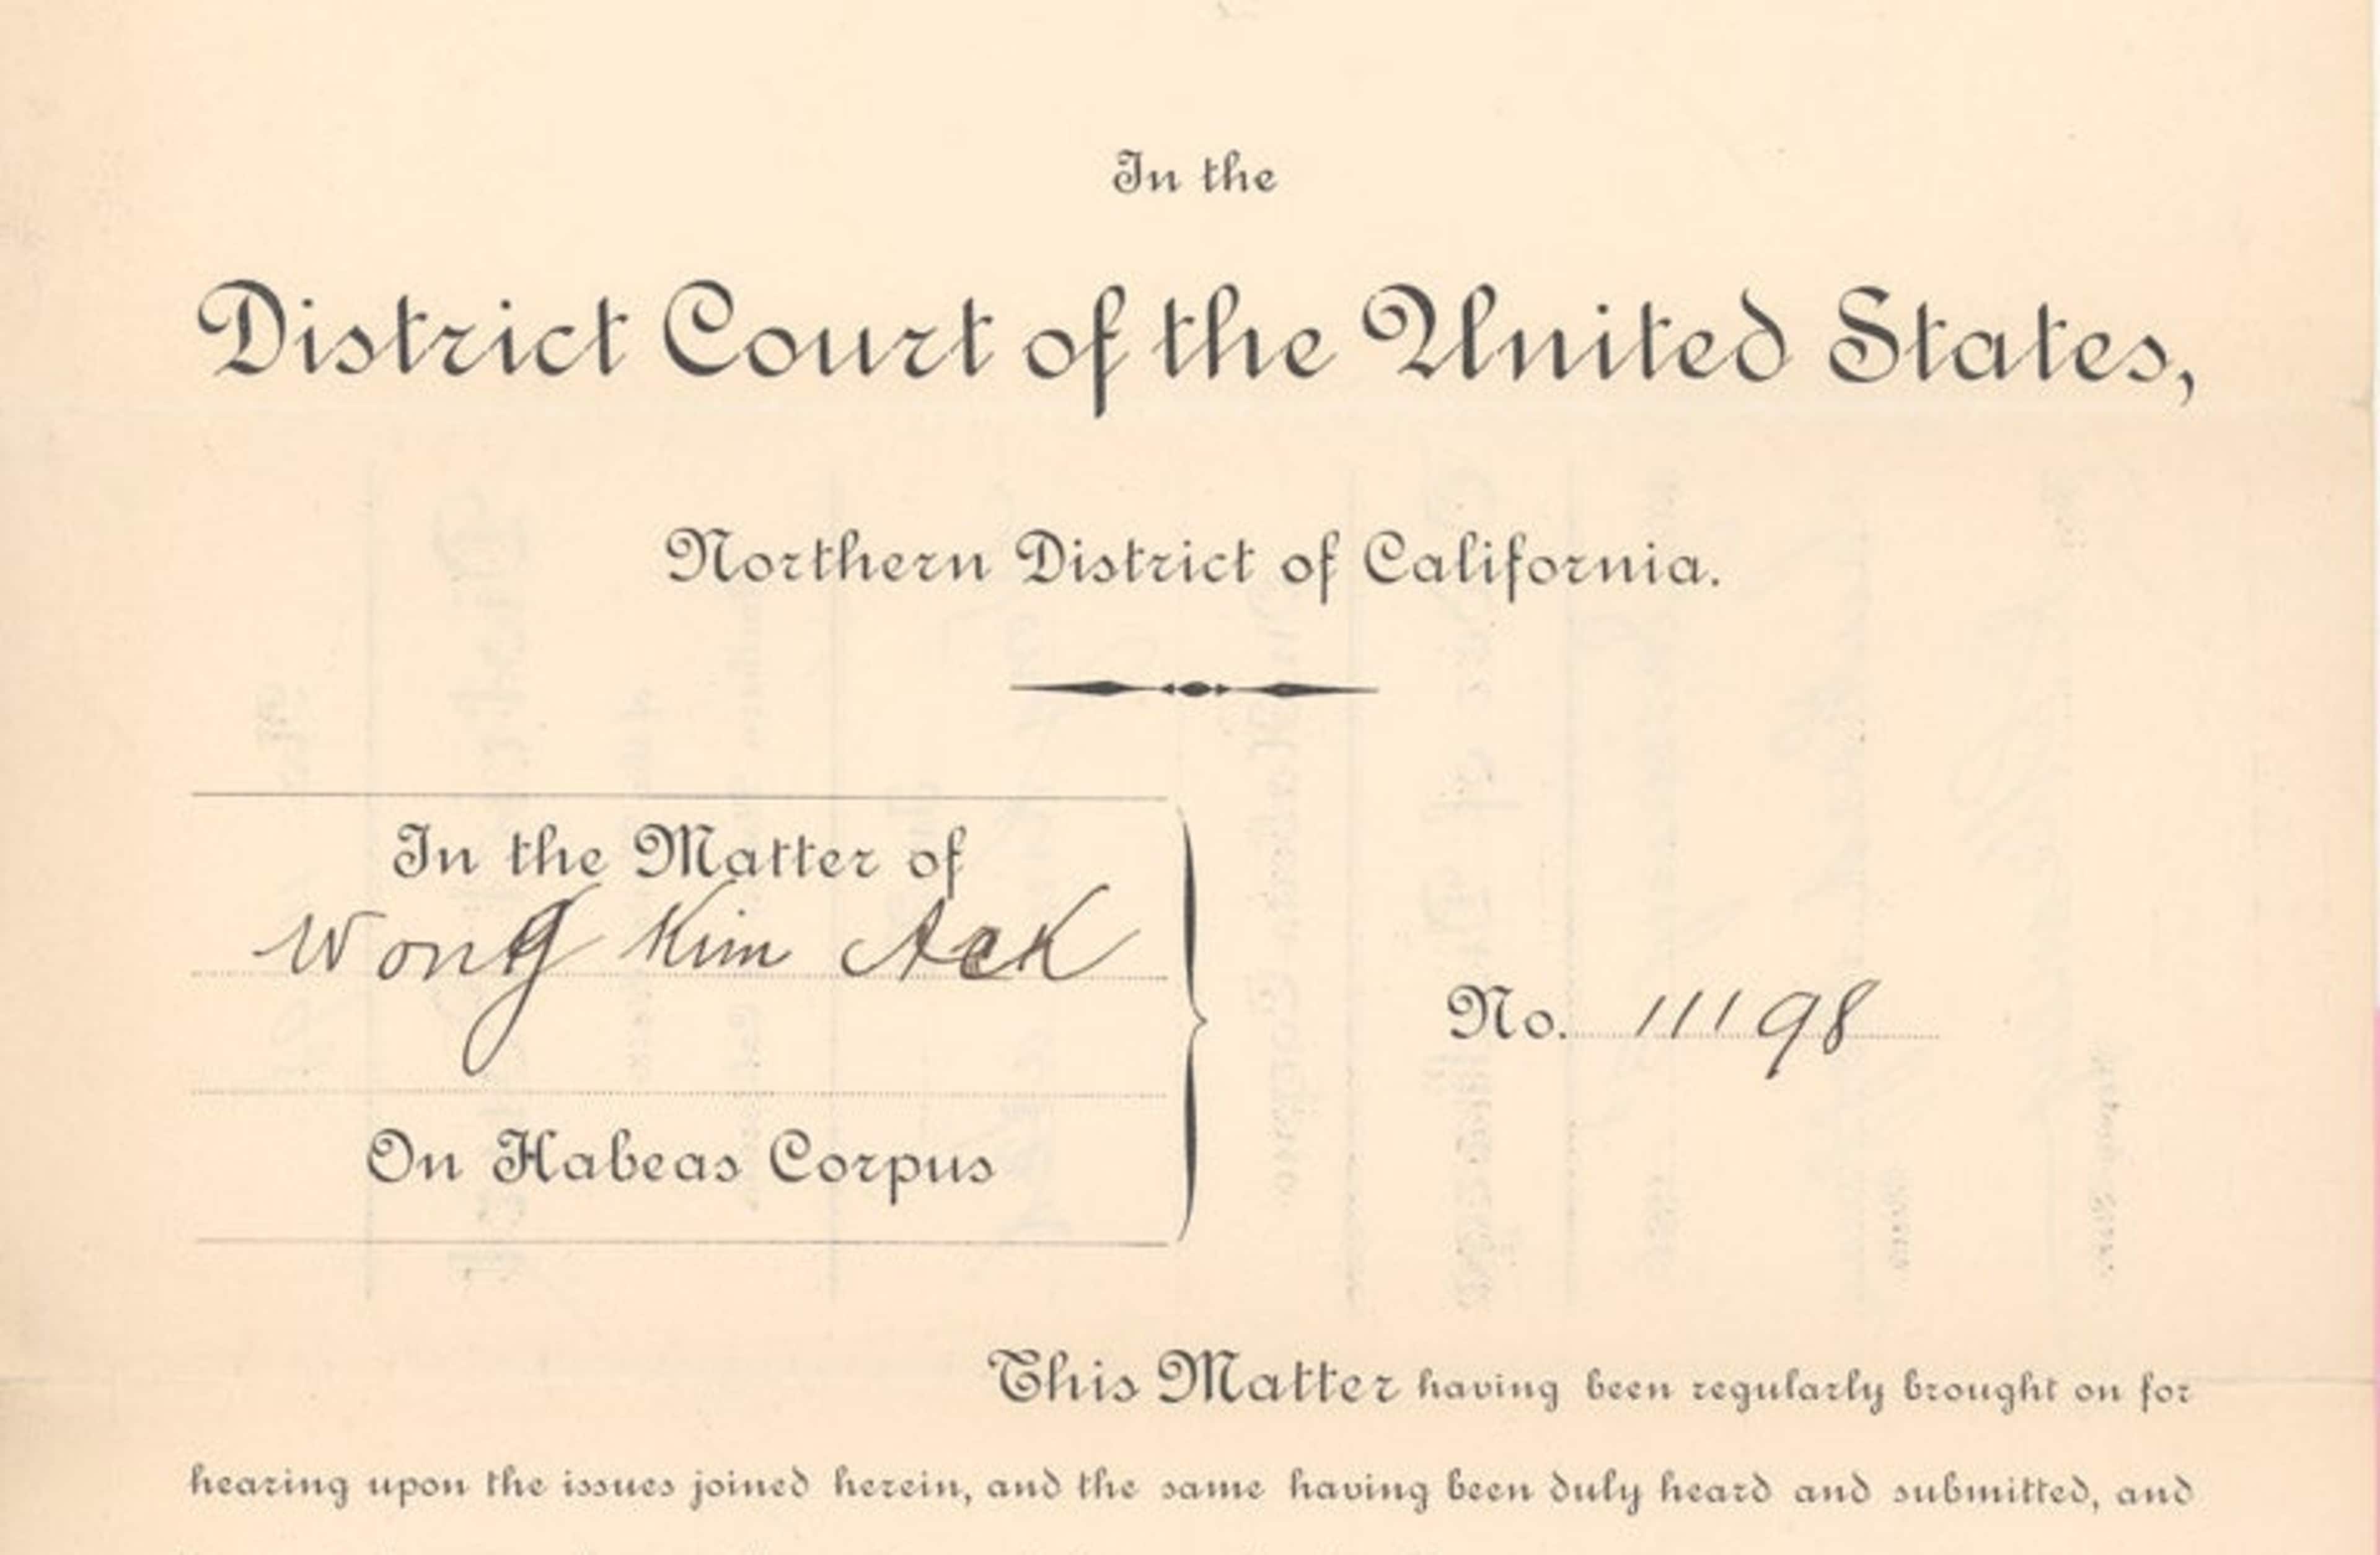 In the
District Court of the United States,
Northern District of California.
In the Matter of
Wong Kim Ack
On Habeas Corpus
No. 11198
This Matter having been regularly brought on for
hearing upon the issues joined herein, and the same having been duly heard and submitted, and